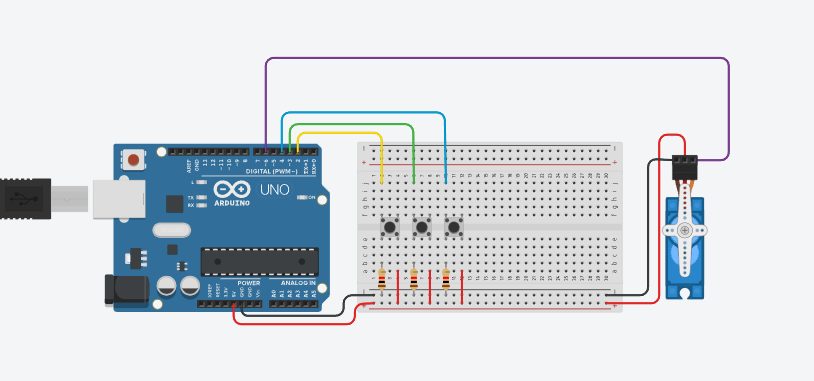 AREF
GND
13
12
~11
~10
~9
8
7
~6
~5
4
~3
2
TX→1
RX←0
DIGITAL (PWM~)
L
TX
RX
UNO
ARDUINO
ON
POWER
ANALOG IN
IOREF
RESET
3.3V
5V
GND
GND
Vin
A0
A1
A2
A3
A4
A5
j
i
h
g
f
e
d
c
b
a